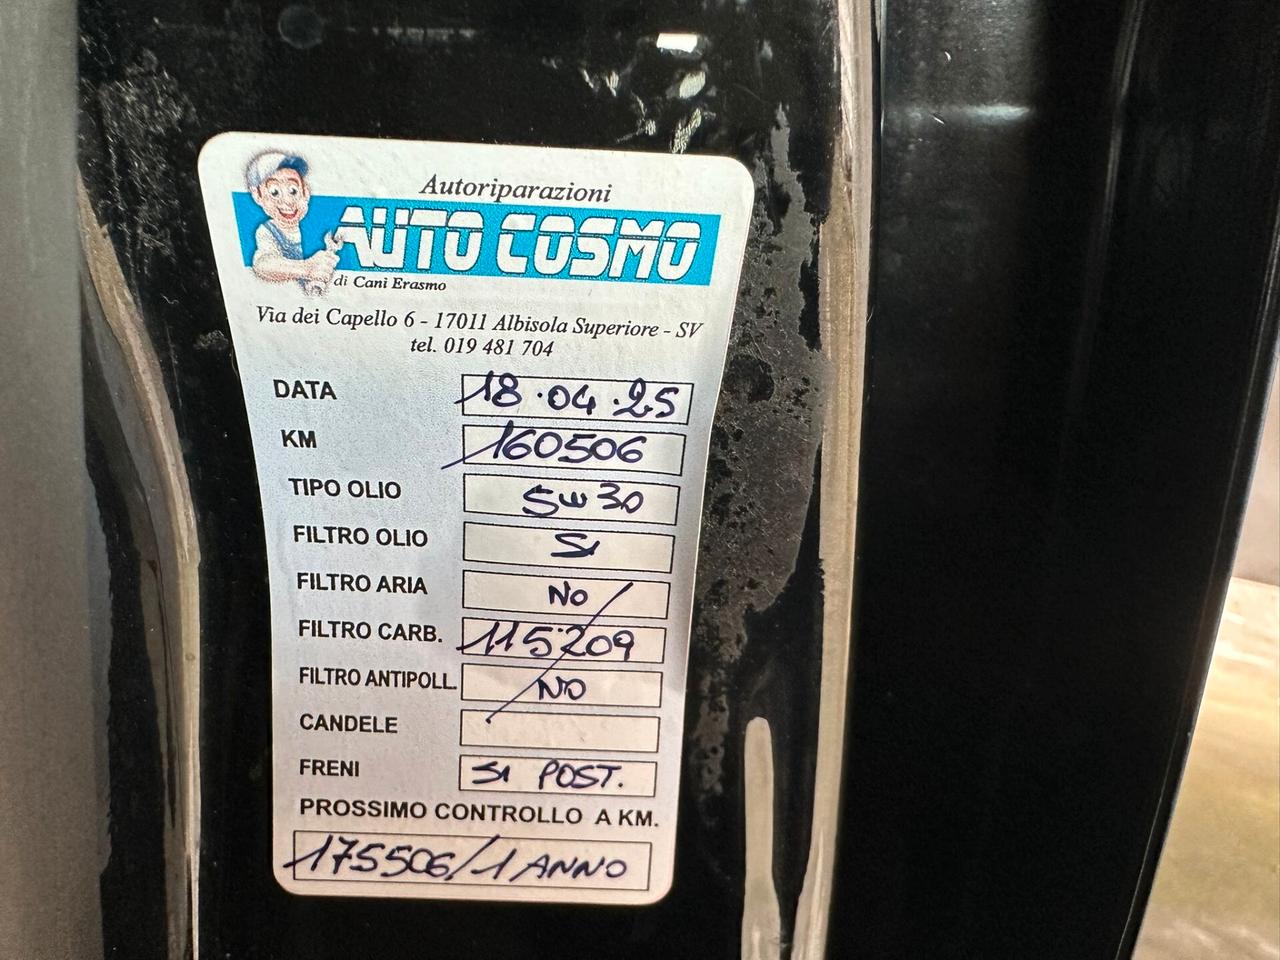 Autoriparazioni
AUTO COSMO
di Cani Erasmo
Via dei Capello 6 - 17011 Albisola Superiore - SV
tel. 019 481 704
DATA 18.04.25
KM 160506
TIPO OLIO 5w30
FILTRO OLIO Si
FILTRO ARIA No
FILTRO CARB. 115209
FILTRO ANTIPOLL. NO
CANDELE
FRENI SI POST.
PROSSIMO CONTROLLO A KM.
175506/1 ANNO